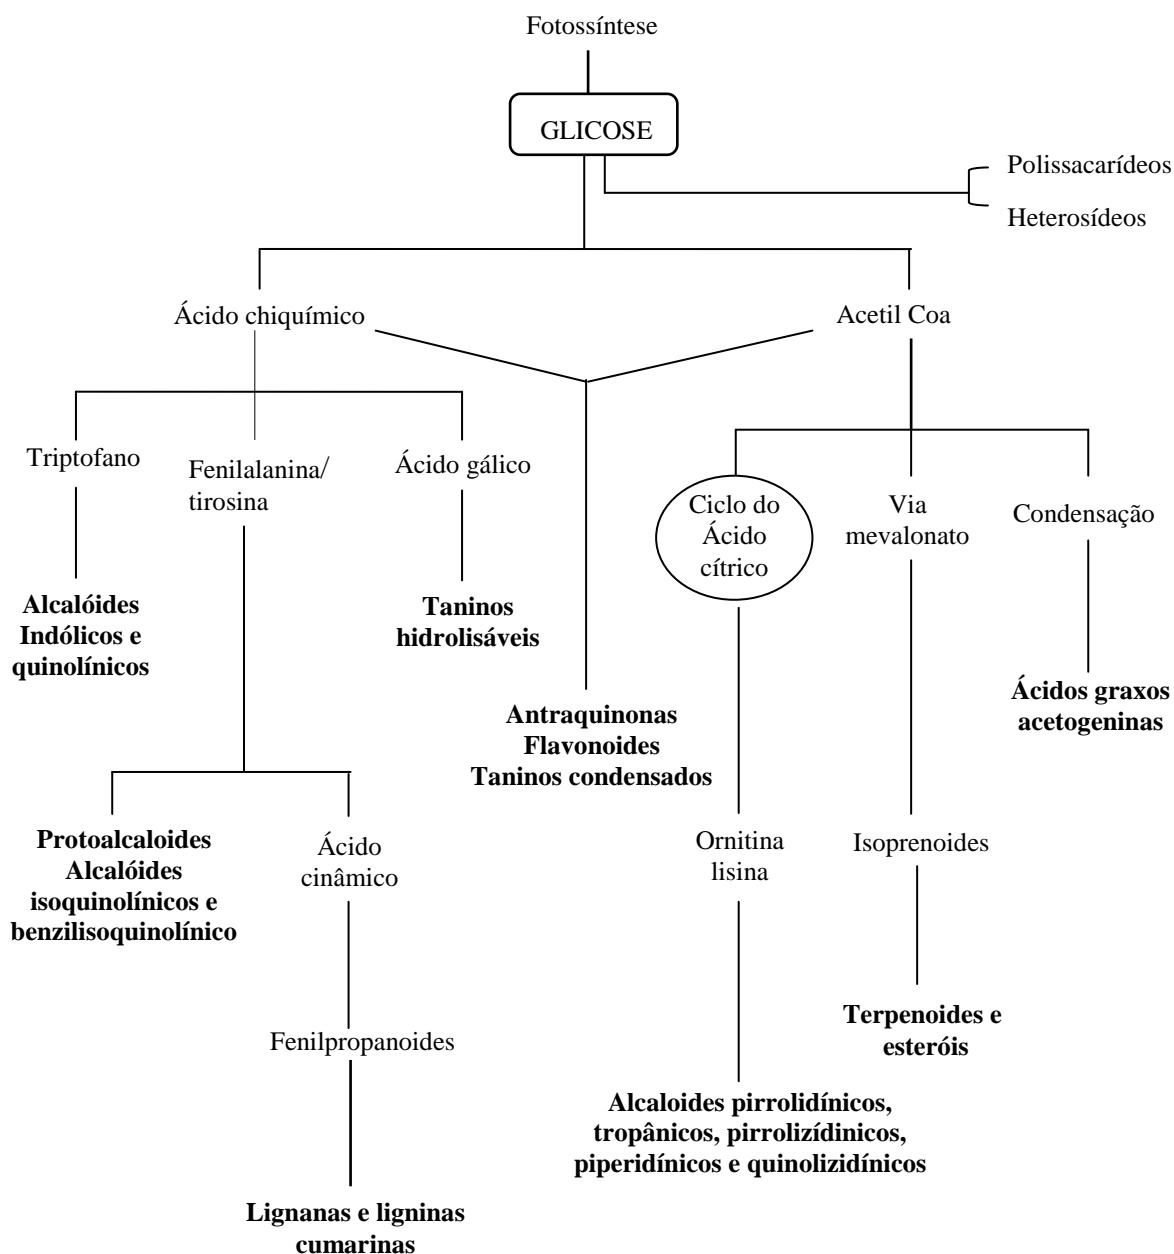 Fotossíntese
GLICOSE
Polissacarídeos
Heterosídeos
Ácido chiquímico
Acetil Coa
Triptofano
Fenilalanina/
tirosina
Ácido gálico
Ciclo do
Ácido
cítrico
Via
mevalonato
Condensação
Alcalóides
Indólicos e
quinolínicos
Taninos
hidrolisáveis
Antraquinonas
Flavonoides
Taninos condensados
Ácidos graxos
acetogeninas
Protoalcaloides
Alcalóides
isoquinolínicos e
benzilisoquinolínico
Ácido
cinâmico
Ornitina
lisina
Isoprenoides
Fenilpropanoides
Terpenoides e
esteróis
Alcaloides pirrolidínicos,
tropânicos, pirrolizídinicos,
piperidínicos e quinolizidínicos
Lignanas e ligninas
cumarinas